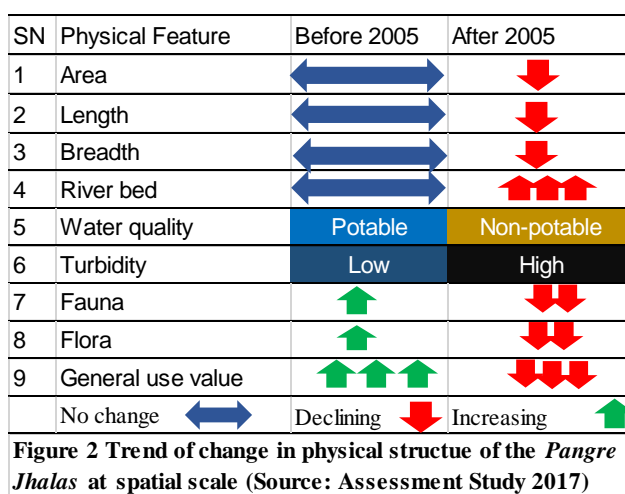 SN Physical Feature Before 2005 After 2005
1 Area
2 Length
3 Breadth
4 River bed
5 Water quality Potable Non-potable
6 Turbidity Low High
7 Fauna
8 Flora
9 General use value
No change Declining Increasing
Figure 2 Trend of change in physical structue of the Pangre
Jhalas at spatial scale (Source: Assessment Study 2017)